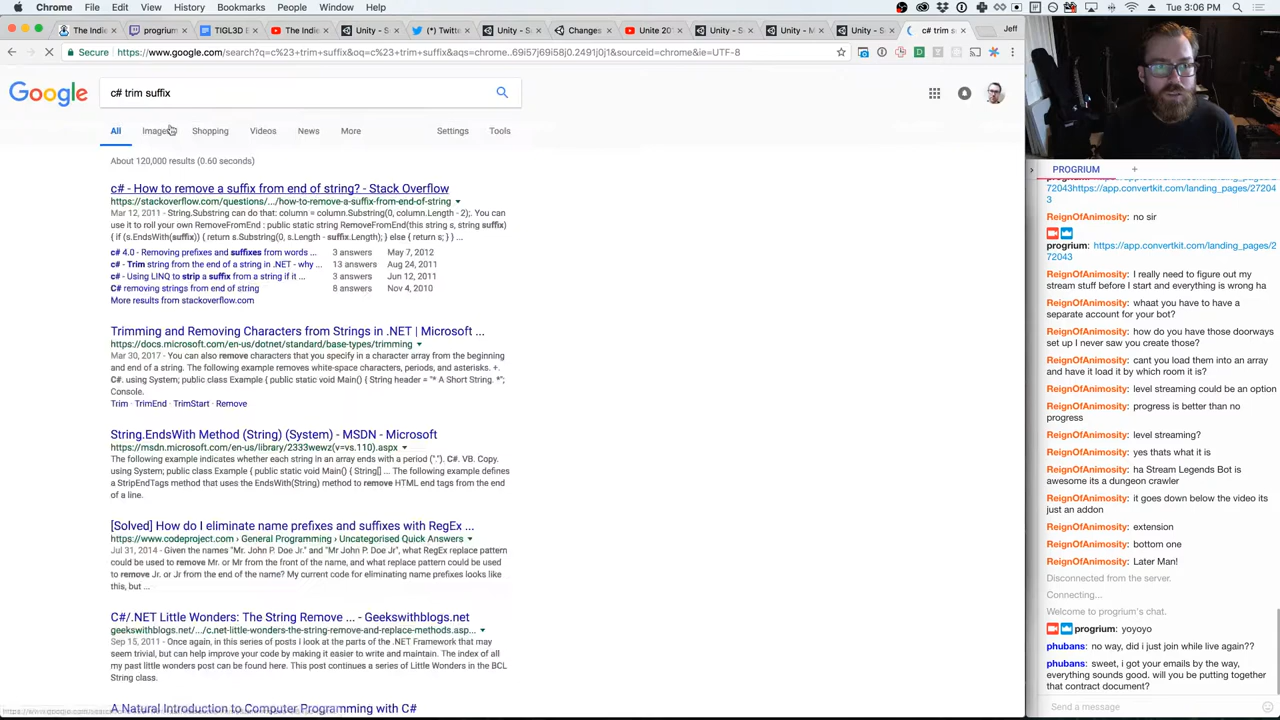 Chrome File Edit View History Bookmarks People Window Help
Tue 3:06 PM
The Indie
progrium
TIGL3D E
The Indie
Unity - S
(*) Twitt
Unity - S
Changes
Unite 201
Unity - S
Unity - M
Unity - S
c# trim s
Jeff
Secure https://www.google.com/search?q=c%23+trim+suffix&oq=c%23+trim+suffix&aqs=chrome..69i57j69i58j0.2491j0j1&sourceid=chrome&ie=UTF-8
Google
c# trim suffix
All Images Shopping Videos News More Settings Tools
About 120,000 results (0.60 seconds)
c# - How to remove a suffix from end of string? - Stack Overflow
https://stackoverflow.com/questions/.../how-to-remove-a-suffix-from-end-of-string
Mar 12, 2011 - String.Substring can do that: column = column.Substring(0, column.Length - 2);. You can
use it to roll your own RemoveFromEnd : public static string RemoveFromEnd(this string s, string suffix)
{ if (s.EndsWith(suffix)) { return s.Substring(0, s.Length - suffix.Length); } else { return s; } ...
c# 4.0 - Removing prefixes and suffixes from words ... 3 answers May 7, 2012
c# - Trim string from the end of a string in .NET - why ... 13 answers Aug 24, 2011
c# - Using LINQ to strip a suffix from a string if it ... 3 answers Jun 12, 2011
C# removing strings from end of string 8 answers Nov 4, 2010
More results from stackoverflow.com
Trimming and Removing Characters from Strings in .NET | Microsoft ...
https://docs.microsoft.com/en-us/dotnet/standard/base-types/trimming
Mar 30, 2017 - You can also remove characters that you specify in a character array from the beginning
and end of a string. The following example removes white-space characters, periods, and asterisks. +.
C#. using System; public class Example { public static void Main() { String header = "* A Short String. *";
Console.
Trim · TrimEnd · TrimStart · Remove
String.EndsWith Method (String) (System) - MSDN - Microsoft
https://msdn.microsoft.com/en-us/library/2333wewz(v=vs.110).aspx
The following example indicates whether each string in an array ends with a period ("."). C#. VB. Copy.
using System; public class Example { public static void Main() { String[] ... The following example defines
a StripEndTags method that uses the EndsWith(String) method to remove HTML end tags from the end
of a line.
[Solved] How do I eliminate name prefixes and suffixes with RegEx ...
https://www.codeproject.com › General Programming › Uncategorised Quick Answers
Jul 31, 2014 - Given the names "Mr. John P. Doe Jr." and "Mr John P. Doe Jr", what RegEx replace pattern
could be used to remove Mr. or Mr from the front of the name, and what replace pattern could be used
to remove Jr. or Jr from the end of the name? My current code for eliminating name prefixes looks like
this, but ...
C#/.NET Little Wonders: The String Remove ... - Geekswithblogs.net
geekswithblogs.net/.../c.net-little-wonders-the-string-remove-and-replace-methods.asp...
Sep 15, 2011 - Once again, in this series of posts I look at the parts of the .NET Framework that may
seem trivial, but can help improve your code by making it easier to write and maintain. The index of all
my past little wonders post can be found here. This post continues a series of Little Wonders in the BCL
String class.
A Natural Introduction to Computer Programming with C#
PROGRIUM +
72043https://app.convertkit.com/landing_pages/27204
3
ReignOfAnimosity: no sir
progrium: https://app.convertkit.com/landing_pages/2
72043
ReignOfAnimosity: I really need to figure out my
stream stuff before I start and everything is wrong ha
ReignOfAnimosity: whaat you have to have a
separate account for your bot?
ReignOfAnimosity: how do you have those doorways
set up I never saw you create those?
ReignOfAnimosity: cant you load them into an array
and have it load it by which room it is?
ReignOfAnimosity: level streaming could be an option
ReignOfAnimosity: progress is better than no
progress
ReignOfAnimosity: level streaming?
ReignOfAnimosity: yes thats what it is
ReignOfAnimosity: ha Stream Legends Bot is
awesome its a dungeon crawler
ReignOfAnimosity: it goes down below the video its
just an addon
ReignOfAnimosity: extension
ReignOfAnimosity: bottom one
ReignOfAnimosity: Later Man!
Disconnected from the server.
Connecting...
Welcome to progrium's chat.
progrium: yoyoyo
phubans: no way, did i just join while live again??
phubans: sweet, i got your emails by the way,
everything sounds good. will you be putting together
that contract document?
Send a message